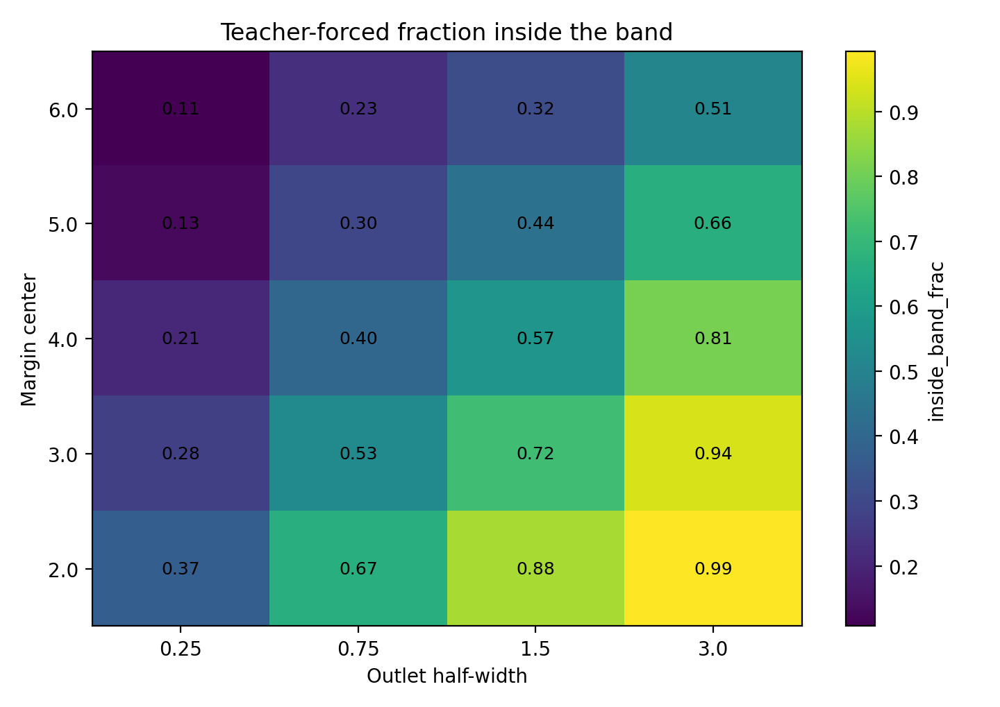 Teacher-forced fraction inside the band
Margin center
6.0 0.11 0.23 0.32 0.51
5.0 0.13 0.30 0.44 0.66
4.0 0.21 0.40 0.57 0.81
3.0 0.28 0.53 0.72 0.94
2.0 0.37 0.67 0.88 0.99
0.25 0.75 1.5 3.0
Outlet half-width
0.9
0.8
0.7
0.6
0.5
0.4
0.3
0.2
inside_band_frac